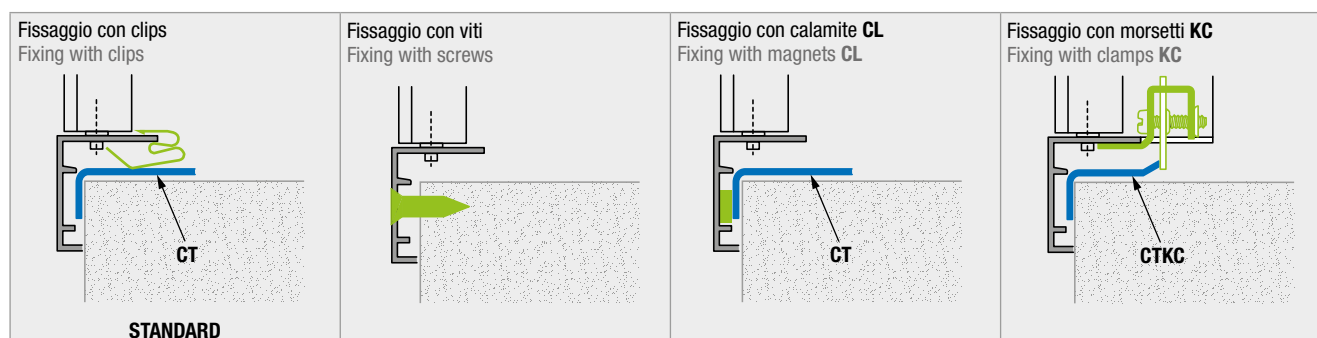 Fissaggio con clips
Fixing with clips
CT
STANDARD
Fissaggio con viti
Fixing with screws
Fissaggio con calamite CL
Fixing with magnets CL
CT
Fissaggio con morsetti KC
Fixing with clamps KC
CTKC